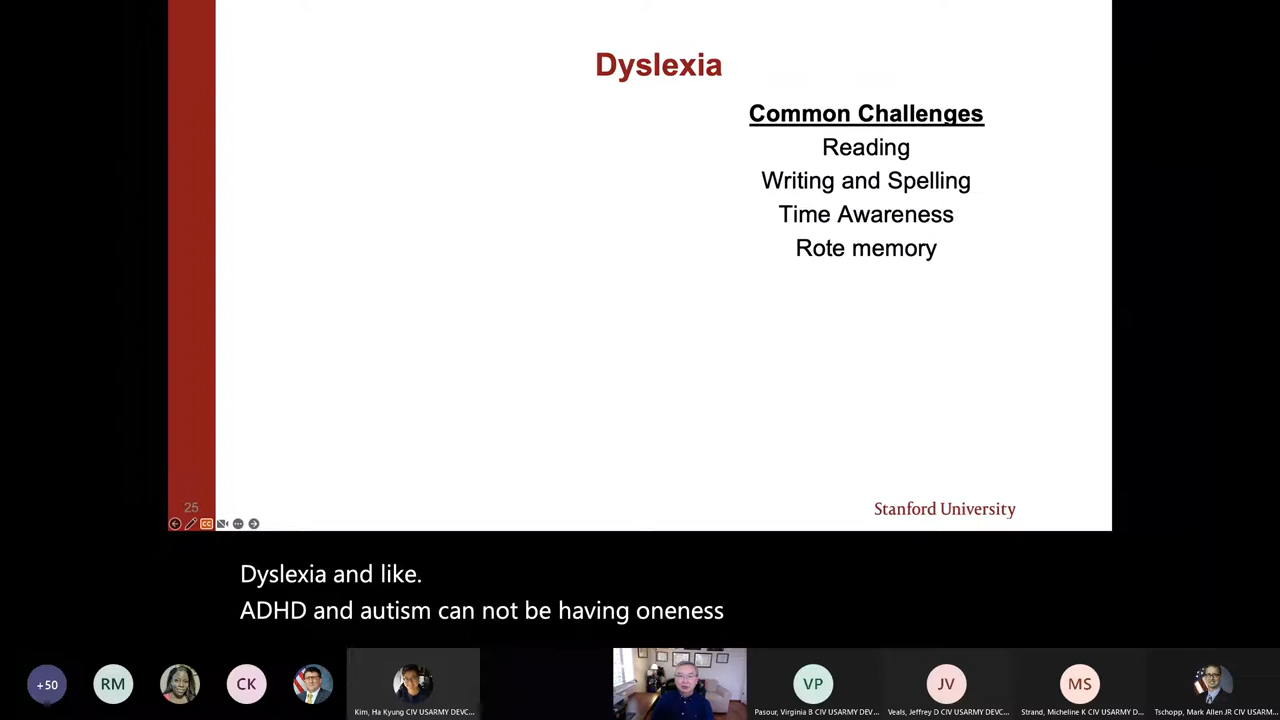 Dyslexia
Common Challenges
Reading
Writing and Spelling
Time Awareness
Rote memory
25
CC
Stanford University
Dyslexia and like.
ADHD and autism can not be having oneness
+50
RM
CK
Kim, Ha Kyung CIV USARMY DEVC...
VP
Pasour, Virginia B CIV USARMY DEV...
JV
Veals, Jeffrey D CIV USARMY DEVC...
MS
Strand, Micheline K CIV USARMY D...
Tschopp, Mark Allen JR CIV USARM...